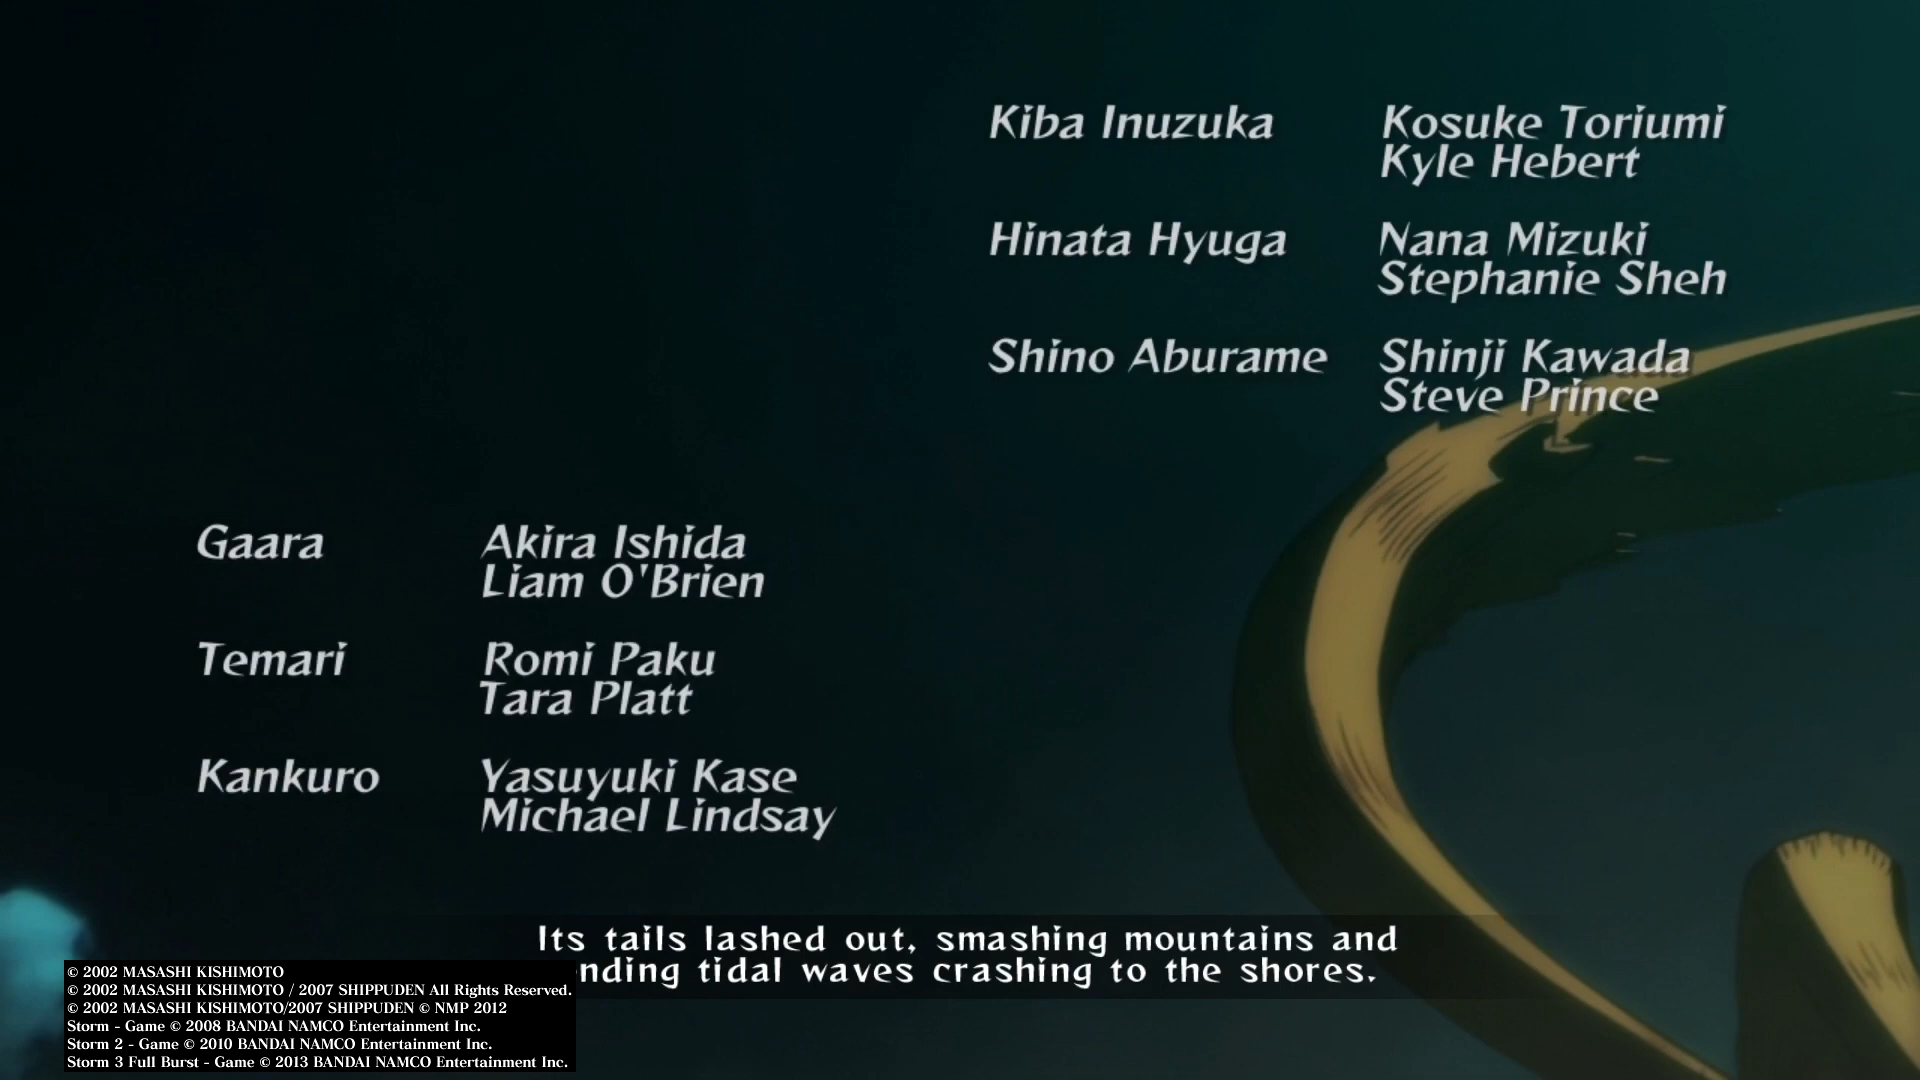 Kiba Inuzuka Kosuke Toriumi
Kyle Hebert
Hinata Hyuga Nana Mizuki
Stephanie Sheh
Shino Aburame Shinji Kawada
Steve Prince
Gaara Akira Ishida
Liam O'Brien
Temari Romi Paku
Tara Platt
Kankuro Yasuyuki Kase
Michael Lindsay
Its tails lashed out, smashing mountains and
nding tidal waves crashing to the shores.
© 2002 MASASHI KISHIMOTO
© 2002 MASASHI KISHIMOTO / 2007 SHIPPUDEN All Rights Reserved.
© 2002 MASASHI KISHIMOTO/2007 SHIPPUDEN © NMP 2012
Storm - Game © 2008 BANDAI NAMCO Entertainment Inc.
Storm 2 - Game © 2010 BANDAI NAMCO Entertainment Inc.
Storm 3 Full Burst - Game © 2013 BANDAI NAMCO Entertainment Inc.